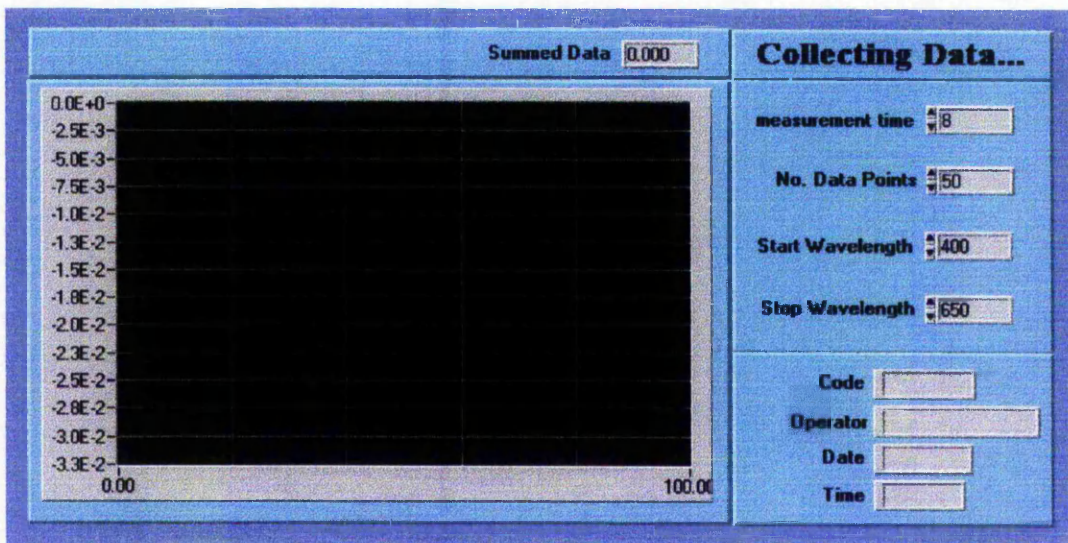 Summed Data 0.000
0.0E+0
-2.5E-3
-5.0E-3
-7.5E-3
-1.0E-2
-1.3E-2
-1.5E-2
-1.8E-2
-2.0E-2
-2.3E-2
-2.5E-2
-2.8E-2
-3.0E-2
-3.3E-2
0.00 100.00
Collecting Data...
measurement time 8
No. Data Points 50
Start Wavelength 400
Stop Wavelength 650
Code
Operator
Date
Time